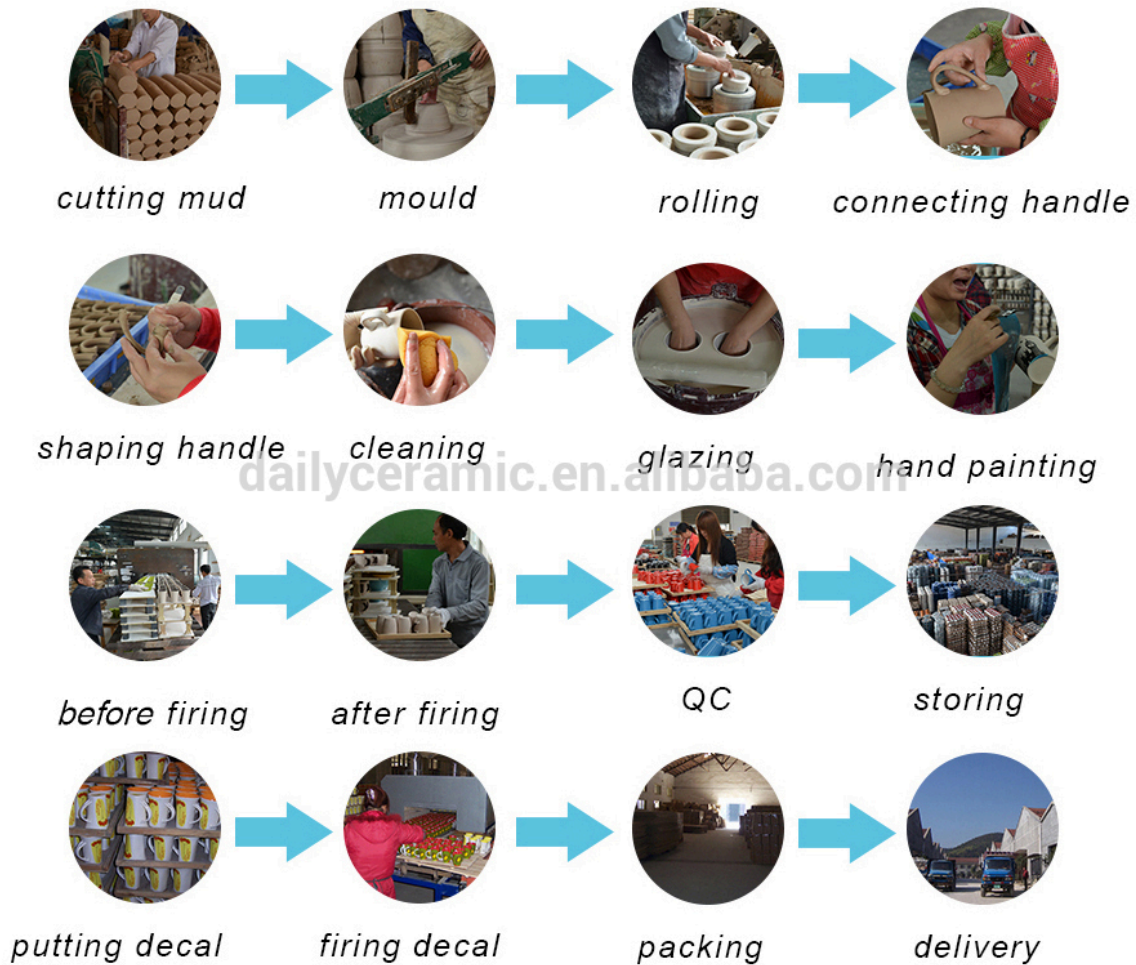 cutting mud
mould
rolling
connecting handle
shaping handle
cleaning
glazing
hand painting
dailyceramic.en.alibaba.com
before firing
after firing
QC
storing
putting decal
firing decal
packing
delivery